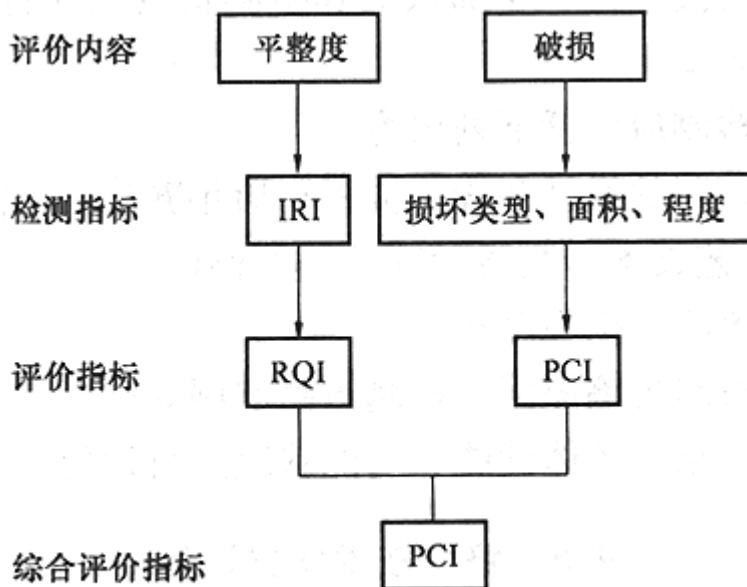 评价内容 平整度 破损
检测指标 IRI 损坏类型、面积、程度
评价指标 RQI PCI
综合评价指标 PCI